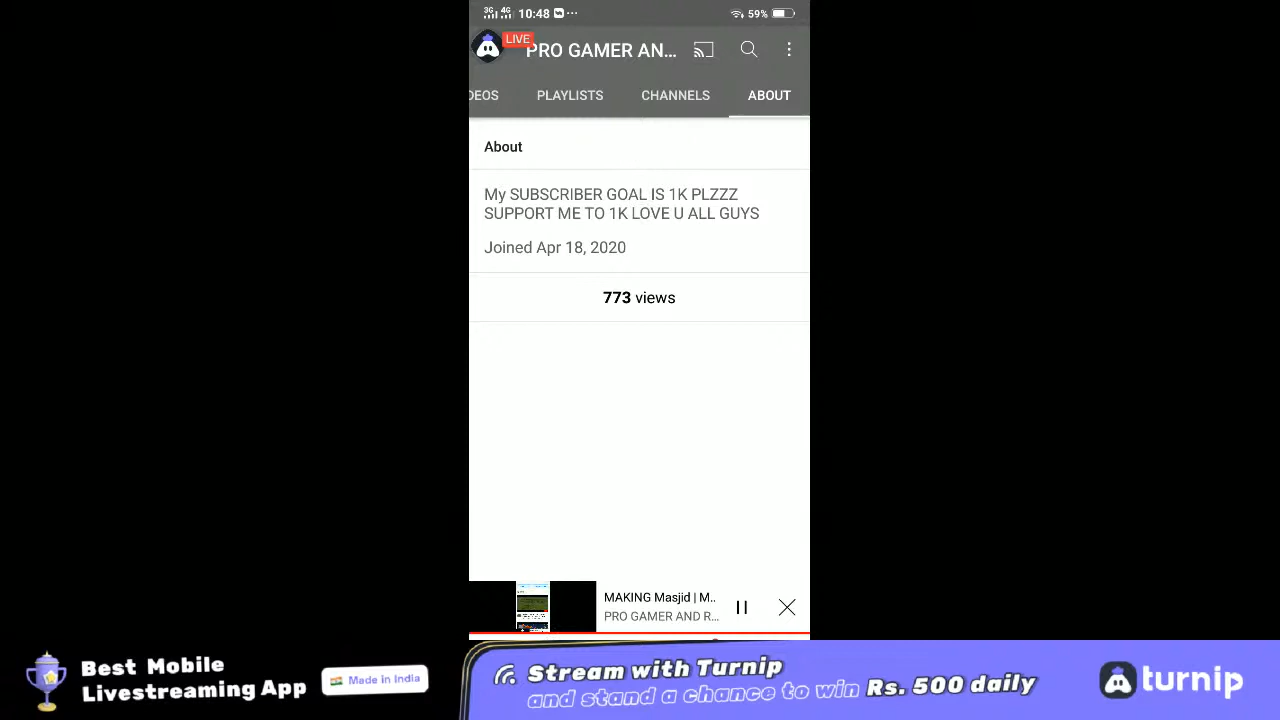 3G 4G 10:48 ... 59%
LIVE
PRO GAMER AN...
DEOS PLAYLISTS CHANNELS ABOUT
About
My SUBSCRIBER GOAL IS 1K PLZZZ
SUPPORT ME TO 1K LOVE U ALL GUYS
Joined Apr 18, 2020
773 views
MAKING Masjid | M..
PRO GAMER AND R...
Best Mobile
Livestreaming App
Made in India
Stream with Turnip
and stand a chance to win Rs. 500 daily
turnip